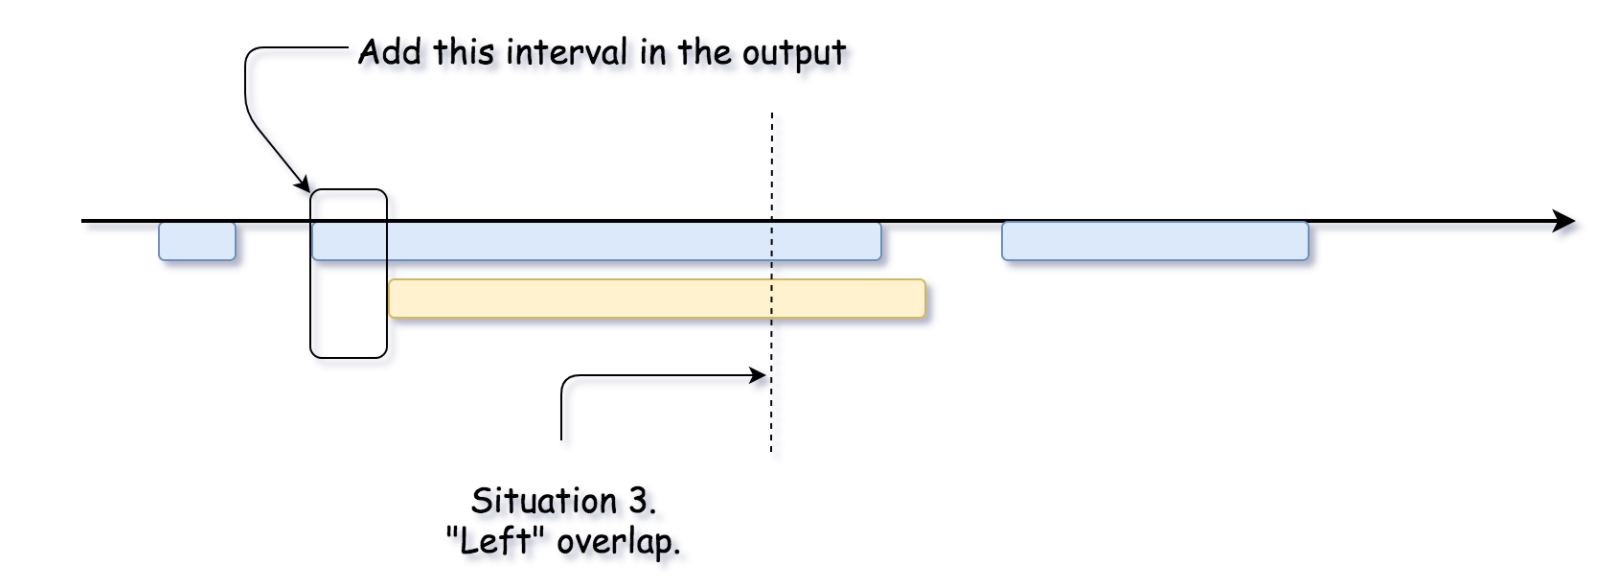 Add this interval in the output
Situation 3.
"Left" overlap.